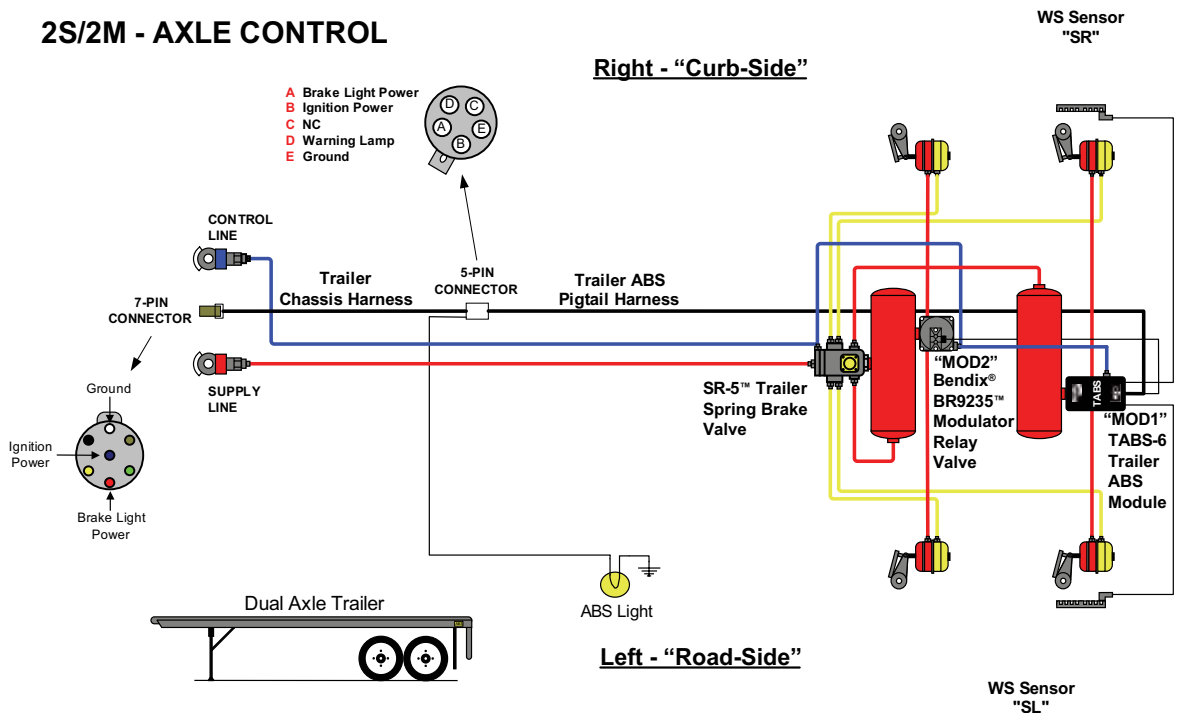 2S/2M - AXLE CONTROL
WS Sensor
"SR"
Right - “Curb-Side”
A Brake Light Power
B Ignition Power
C NC
D Warning Lamp
E Ground
D
C
A
E
B
CONTROL
LINE
Trailer
Chassis Harness
5-PIN
CONNECTOR
Trailer ABS
Pigtail Harness
7-PIN
CONNECTOR
SUPPLY
LINE
Ground
Ignition
Power
Brake Light
Power
SR-5™ Trailer
Spring Brake
Valve
“MOD2”
Bendix®
BR9235™
Modulator
Relay
Valve
TABS
“MOD1”
TABS-6
Trailer
ABS
Module
ABS Light
Dual Axle Trailer
Left - “Road-Side”
WS Sensor
"SL"